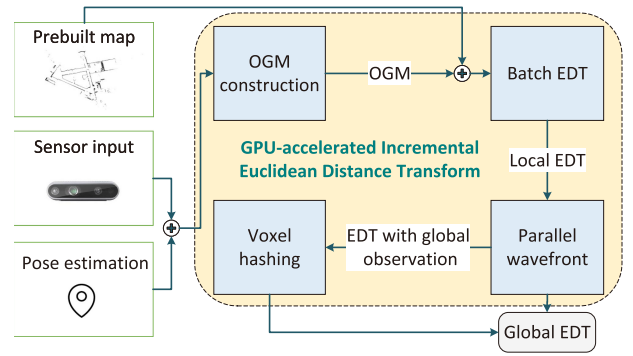 Prebuilt map
OGM
construction
OGM
Batch EDT
Sensor input
GPU-accelerated Incremental
Euclidean Distance Transform
Local EDT
Pose estimation
Voxel
hashing
EDT with global
observation
Parallel
wavefront
Global EDT